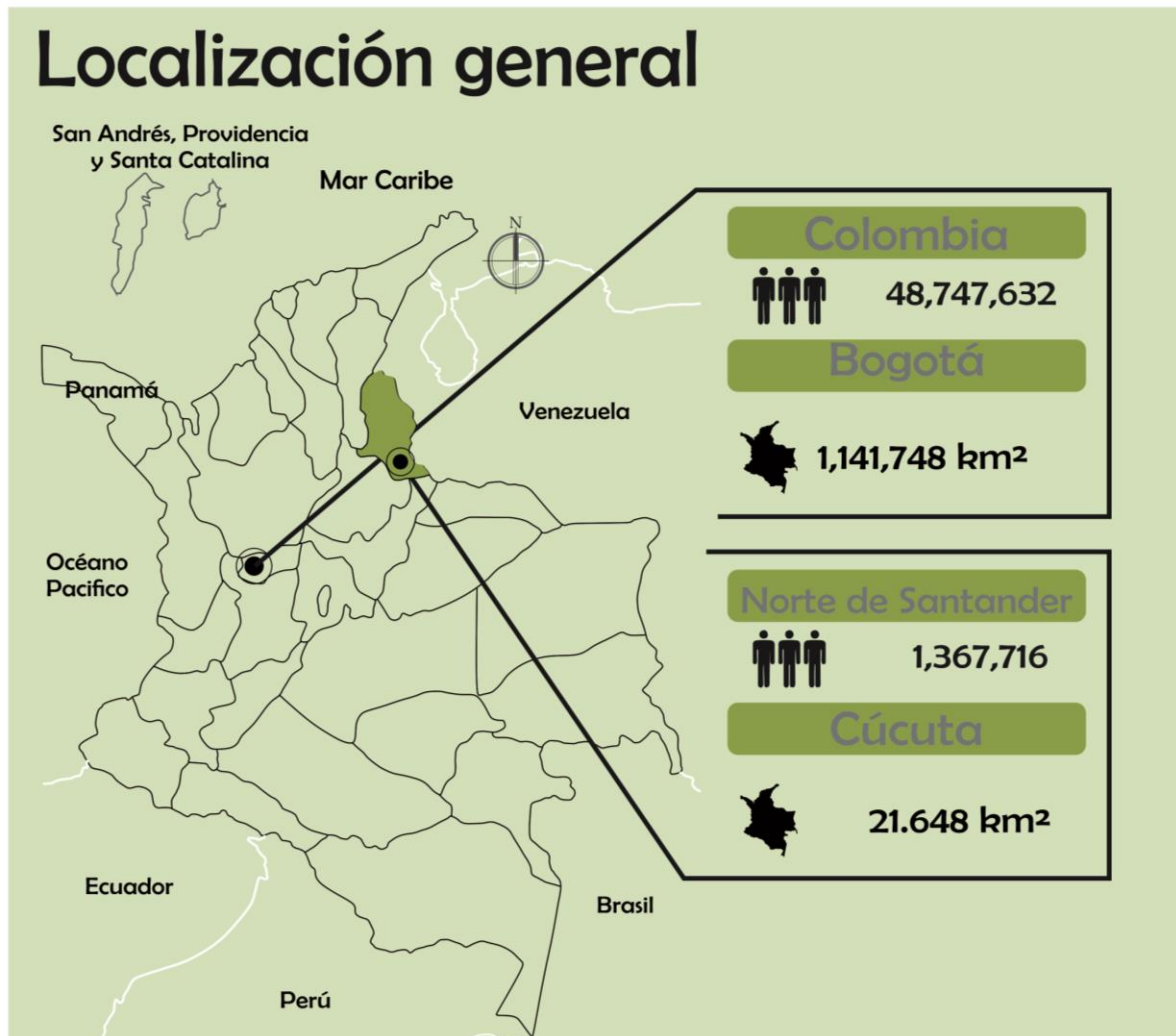 Localización general
San Andrés, Providencia
y Santa Catalina
Mar Caribe
N
Colombia
48,747,632
Bogotá
1,141,748 km²
Panamá
Venezuela
Océano
Pacifico
Norte de Santander
1,367,716
Cúcuta
21.648 km²
Ecuador
Brasil
Perú